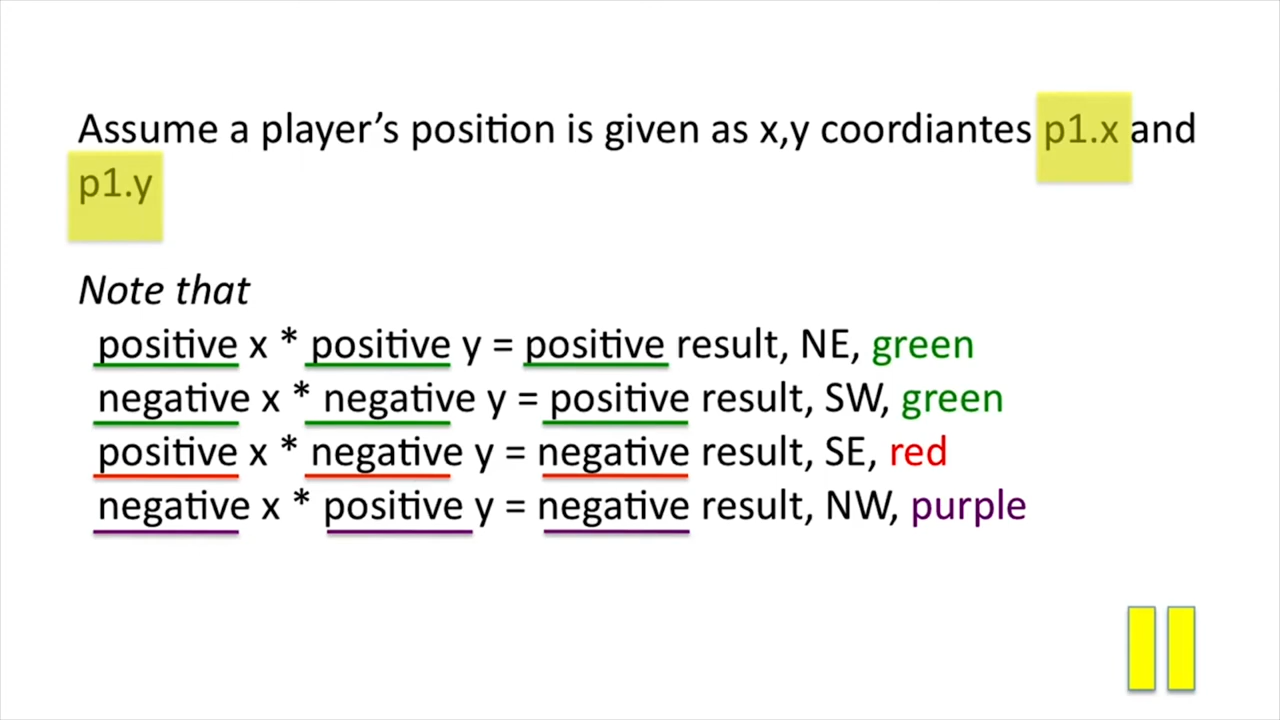 Assume a player’s position is given as x,y coordiantes p1.x and
p1.y
Note that
positive x * positive y = positive result, NE, green
negative x * negative y = positive result, SW, green
positive x * negative y = negative result, SE, red
negative x * positive y = negative result, NW, purple